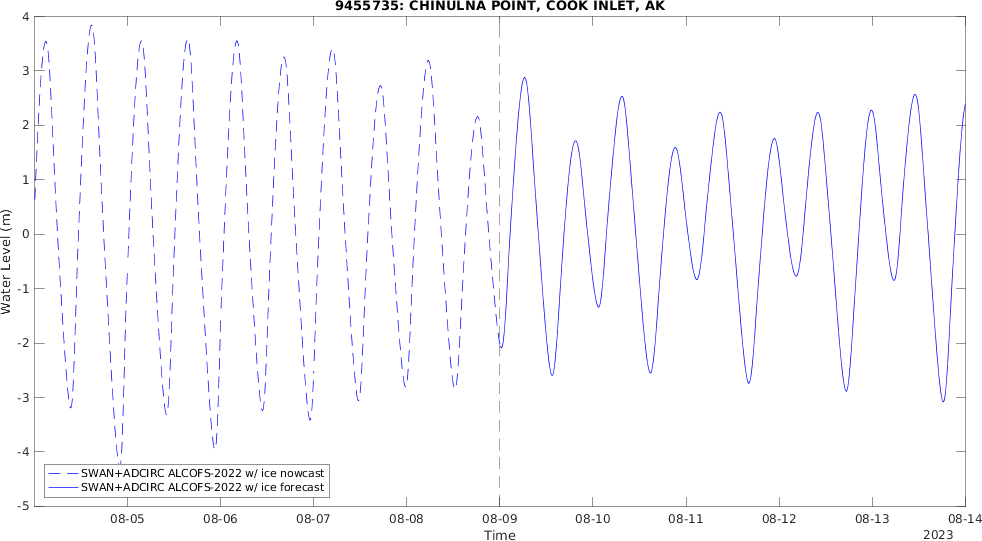 9455735: CHINULNA POINT, COOK INLET, AK
4
3
2
1
0
-1
-2
-3
-4
-5
Water Level (m)
SWAN+ADCIRC ALCOFS-2022 w/ ice nowcast
SWAN+ADCIRC ALCOFS-2022 w/ ice forecast
08-05 08-06 08-07 08-08 08-09 08-10 08-11 08-12 08-13 08-14
Time
2023